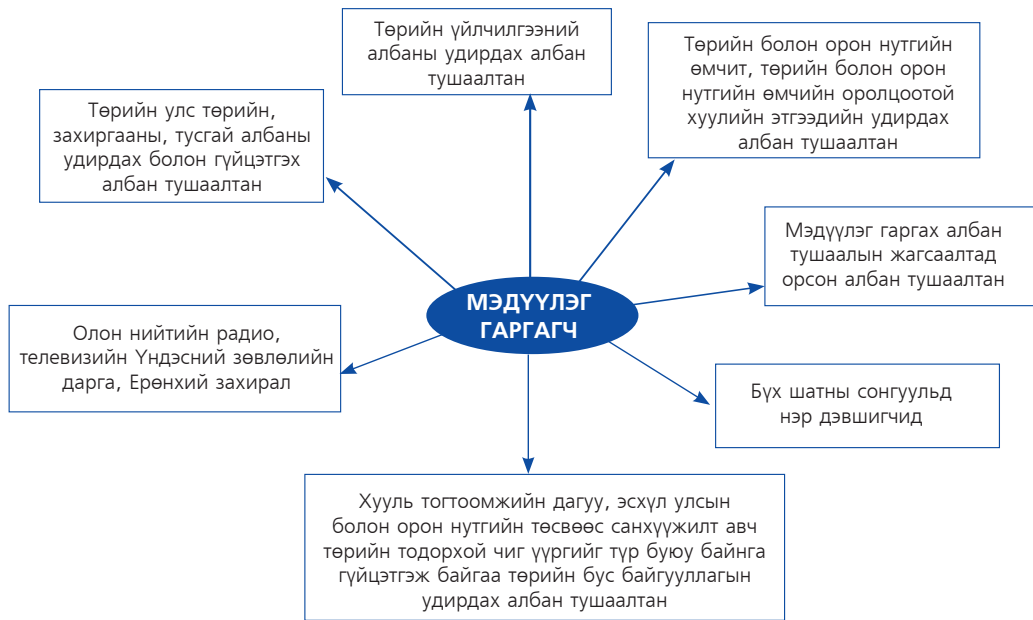 Төрийн үйлчилгээний
албаны удирдах албан
тушаалтан
Төрийн болон орон нутгийн
өмчит, төрийн болон орон
нутгийн өмчийн оролцоотой
хуулийн этгээдийн удирдах
албан тушаалтан
Төрийн улс төрийн,
захиргааны, тусгай албаны
удирдах болон гүйцэтгэх
албан тушаалтан
Мэдүүлэг гаргах албан
тушаалын жагсаалтад
орсон албан тушаалтан
МЭДҮҮЛЭГ
ГАРГАГЧ
Олон нийтийн радио,
телевизийн Үндэсний зөвлөлийн
дарга, Ерөнхий захирал
Бүх шатны сонгуульд
нэр дэвшигчид
Хууль тогтоомжийн дагуу, эсхүл улсын
болон орон нутгийн төсвөөс санхүүжилт авч
төрийн тодорхой чиг үүргийг түр буюу байнга
гүйцэтгэж байгаа төрийн бус байгууллагын
удирдах албан тушаалтан